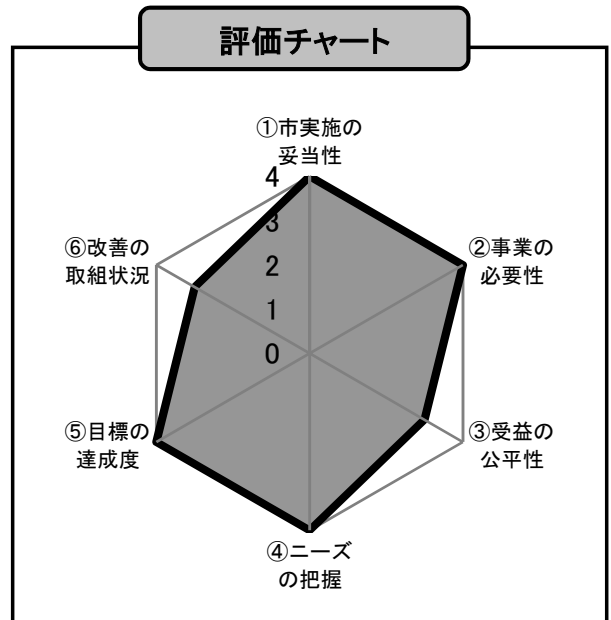 評価チャート
①市実施の
妥当性
4
3
2
1
0
②事業の
必要性
③受益の
公平性
④ニーズ
の把握
⑤目標の
達成度
⑥改善の
取組状況